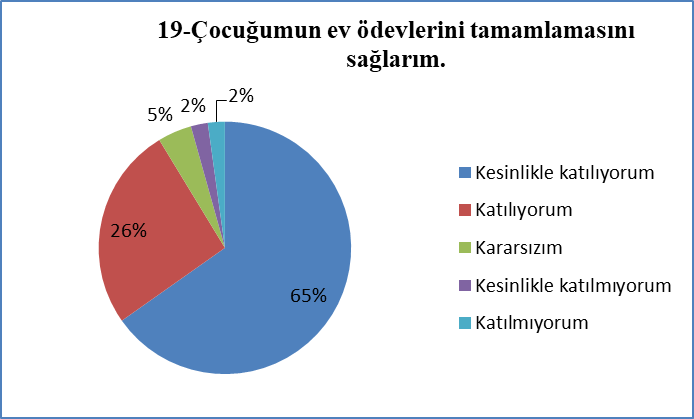 19-Çocuğumun ev ödevlerini tamamlamasını
sağlarım.
5%
2%
2%
26%
65%
Kesinlikle katılıyorum
Katılıyorum
Kararsızım
Kesinlikle katılmıyorum
Katılmıyorum